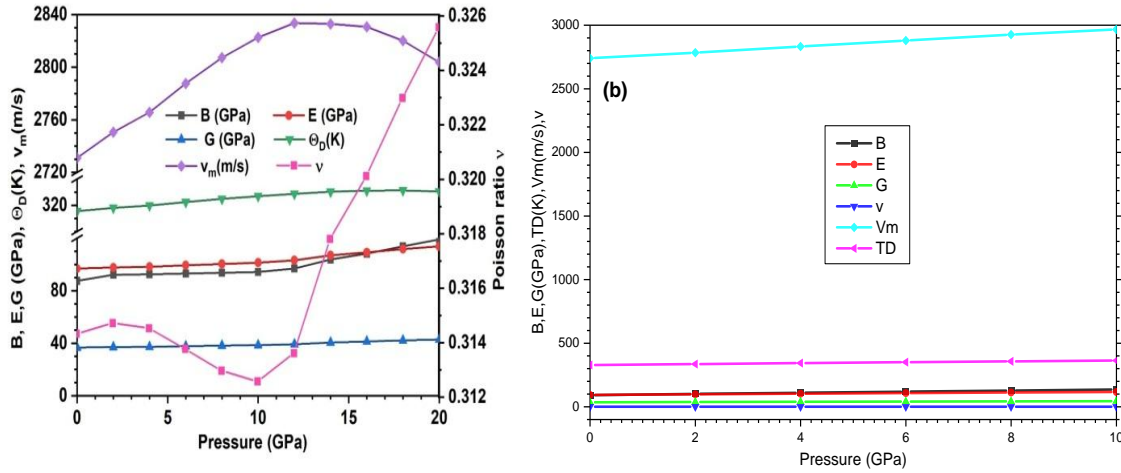 2840
2800
2760
2720
320
80
40
0
0.326
0.324
0.322
0.320
0.318
0.316
0.314
0.312
B (GPa)
E (GPa)
G (GPa)
Θ_D(K)
v_m(m/s)
ν
B, E,G (GPa), Θ_D(K), v_m(m/s)
Poisson ratio ν
0 5 10 15 20
Pressure (GPa)
(b)
3000
2500
2000
1500
1000
500
0
B
E
G
v
Vm
TD
B,E,G(GPa),TD(K),Vm(m/s),v
0 2 4 6 8 10
Pressure (GPa)